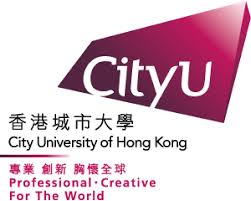 CityU
香港城市大學
City University of Hong Kong
專業 創新 胸懷全球
Professional·Creative
For The World